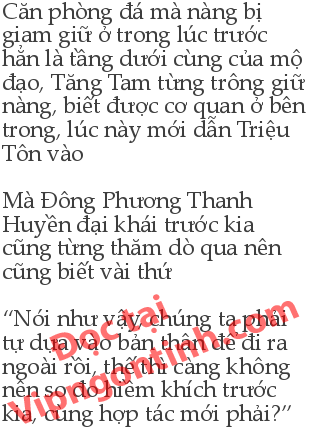 Căn phòng đá mà nàng bị
giam giữ ở trong lúc trước
hẳn là tầng dưới cùng của mộ
đạo, Tăng Tam từng trông giữ
nàng, biết được cơ quan ở bên
trong, lúc này mới dẫn Triệu
Tôn vào
Mà Đông Phương Thanh
Huyền đại khái trước kia
cũng từng thăm dò qua nên
cũng biết vài thứ
“Nói như vậy, chúng ta phải
tự dựa vào bản thân để đi ra
ngoài rồi, thế thì càng không
nên so đo hiềm khích trước
kia, cùng hợp tác mới phải?”
Đọc tại
Vipngontinh.com